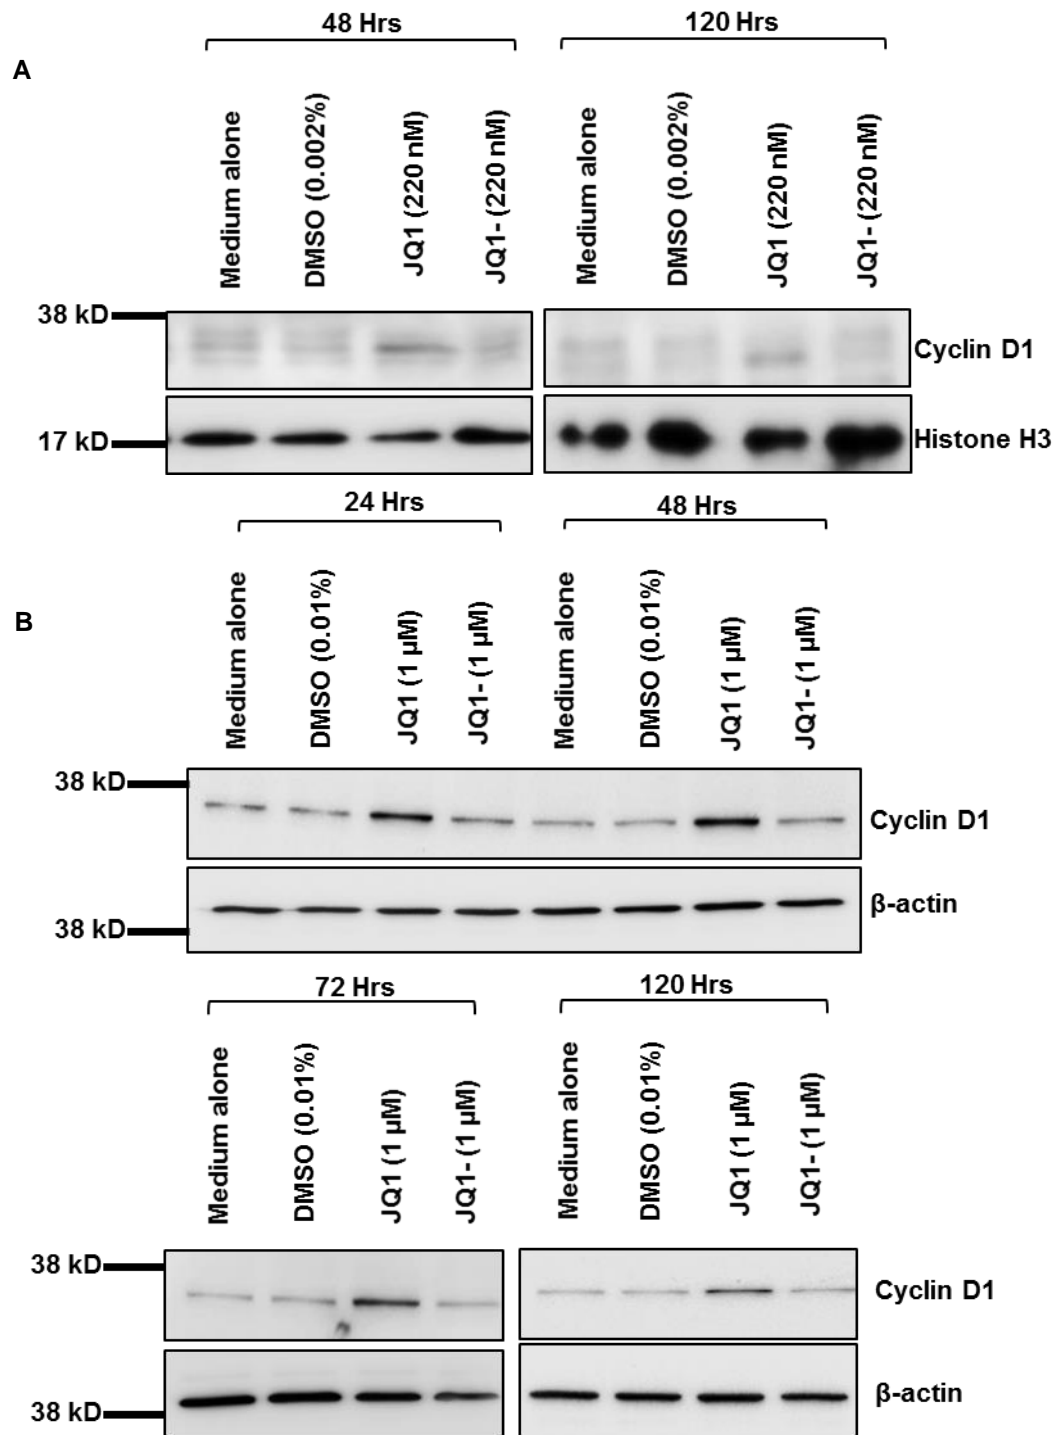 48 Hrs
120 Hrs
A
Medium alone
DMSO (0.002%)
JQ1 (220 nM)
JQ1- (220 nM)
Medium alone
DMSO (0.002%)
JQ1 (220 nM)
JQ1- (220 nM)
38 kD
Cyclin D1
17 kD
Histone H3
24 Hrs
48 Hrs
B
Medium alone
DMSO (0.01%)
JQ1 (1 µM)
JQ1- (1 µM)
Medium alone
DMSO (0.01%)
JQ1 (1 µM)
JQ1- (1 µM)
38 kD
Cyclin D1
β-actin
38 kD
72 Hrs
120 Hrs
Medium alone
DMSO (0.01%)
JQ1 (1 µM)
JQ1- (1 µM)
Medium alone
DMSO (0.01%)
JQ1 (1 µM)
JQ1- (1 µM)
38 kD
Cyclin D1
β-actin
38 kD